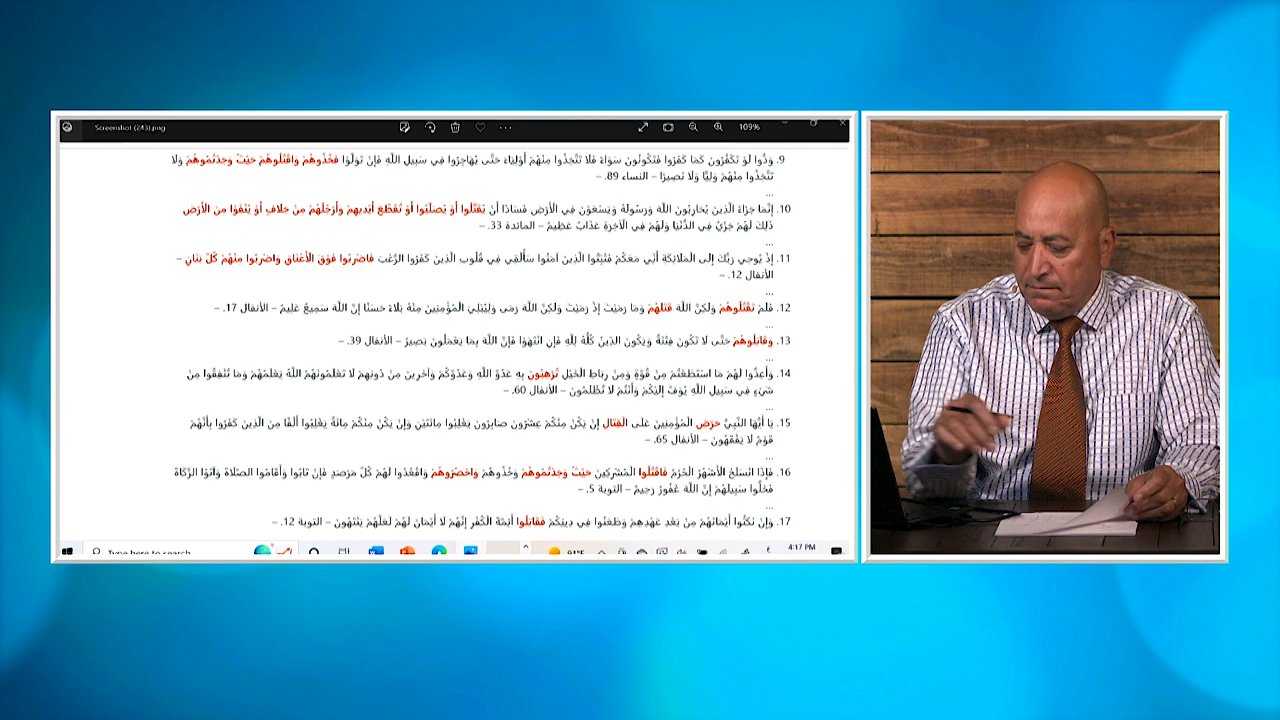 Screenshot (243).png
109%
9. وَدُّوا لَوْ تَكْفُرُونَ كَمَا كَفَرُوا فَتَكُونُونَ سَوَاءً فَلَا تَتَّخِذُوا مِنْهُمْ أَوْلِيَاءَ حَتَّى يُهَاجِرُوا فِي سَبِيلِ اللَّهِ فَإِنْ تَوَلَّوْا فَخُذُوهُمْ وَاقْتُلُوهُمْ حَيْثُ وَجَدْتُمُوهُمْ وَلَا
تَتَّخِذُوا مِنْهُمْ وَلِيًّا وَلَا نَصِيرًا – النساء 89. –
...
10. إِنَّمَا جَزَاءُ الَّذِينَ يُحَارِبُونَ اللَّهَ وَرَسُولَهُ وَيَسْعَوْنَ فِي الْأَرْضِ فَسَادًا أَنْ يُقَتَّلُوا أَوْ يُصَلَّبُوا أَوْ تُقَطَّعَ أَيْدِيهِمْ وَأَرْجُلُهُمْ مِنْ خِلَافٍ أَوْ يُنْفَوْا مِنَ الْأَرْضِ
ذَلِكَ لَهُمْ خِزْيٌ فِي الدُّنْيَا وَلَهُمْ فِي الْآخِرَةِ عَذَابٌ عَظِيمٌ – المائدة 33. –
...
11. إِذْ يُوحِي رَبُّكَ إِلَى الْمَلَائِكَةِ أَنِّي مَعَكُمْ فَثَبِّتُوا الَّذِينَ آمَنُوا سَأُلْقِي فِي قُلُوبِ الَّذِينَ كَفَرُوا الرُّعْبَ فَاضْرِبُوا فَوْقَ الْأَعْنَاقِ وَاضْرِبُوا مِنْهُمْ كُلَّ بَنَانٍ –
الأنفال 12. –
...
12. فَلَمْ تَقْتُلُوهُمْ وَلَكِنَّ اللَّهَ قَتَلَهُمْ وَمَا رَمَيْتَ إِذْ رَمَيْتَ وَلَكِنَّ اللَّهَ رَمَى وَلِيُبْلِيَ الْمُؤْمِنِينَ مِنْهُ بَلَاءً حَسَنًا إِنَّ اللَّهَ سَمِيعٌ عَلِيمٌ – الأنفال 17. –
...
13. وَقَاتِلُوهُمْ حَتَّى لَا تَكُونَ فِتْنَةٌ وَيَكُونَ الدِّينُ كُلُّهُ لِلَّهِ فَإِنِ انْتَهَوْا فَإِنَّ اللَّهَ بِمَا يَعْمَلُونَ بَصِيرٌ – الأنفال 39. –
...
14. وَأَعِدُّوا لَهُمْ مَا اسْتَطَعْتُمْ مِنْ قُوَّةٍ وَمِنْ رِبَاطِ الْخَيْلِ تُرْهِبُونَ بِهِ عَدُوَّ اللَّهِ وَعَدُوَّكُمْ وَآخَرِينَ مِنْ دُونِهِمْ لَا تَعْلَمُونَهُمُ اللَّهُ يَعْلَمُهُمْ وَمَا تُنْفِقُوا مِنْ
شَيْءٍ فِي سَبِيلِ اللَّهِ يُوَفَّ إِلَيْكُمْ وَأَنْتُمْ لَا تُظْلَمُونَ – الأنفال 60. –
...
15. يَا أَيُّهَا النَّبِيُّ حَرِّضِ الْمُؤْمِنِينَ عَلَى الْقِتَالِ إِنْ يَكُنْ مِنْكُمْ عِشْرُونَ صَابِرُونَ يَغْلِبُوا مِائَتَيْنِ وَإِنْ يَكُنْ مِنْكُمْ مِائَةٌ يَغْلِبُوا أَلْفًا مِنَ الَّذِينَ كَفَرُوا بِأَنَّهُمْ
قَوْمٌ لَا يَفْقَهُونَ – الأنفال 65. –
...
16. فَإِذَا انْسَلَخَ الْأَشْهُرُ الْحُرُمُ فَاقْتُلُوا الْمُشْرِكِينَ حَيْثُ وَجَدْتُمُوهُمْ وَخُذُوهُمْ وَاحْصُرُوهُمْ وَاقْعُدُوا لَهُمْ كُلَّ مَرْصَدٍ فَإِنْ تَابُوا وَأَقَامُوا الصَّلَاةَ وَآتَوُا الزَّكَاةَ
فَخَلُّوا سَبِيلَهُمْ إِنَّ اللَّهَ غَفُورٌ رَحِيمٌ – التوبة 5. –
...
17. وَإِنْ نَكَثُوا أَيْمَانَهُمْ مِنْ بَعْدِ عَهْدِهِمْ وَطَعَنُوا فِي دِينِكُمْ فَقَاتِلُوا أَئِمَّةَ الْكُفْرِ إِنَّهُمْ لَا أَيْمَانَ لَهُمْ لَعَلَّهُمْ يَنْتَهُونَ – التوبة 12. –
Type here to search
91°F
4:17 PM